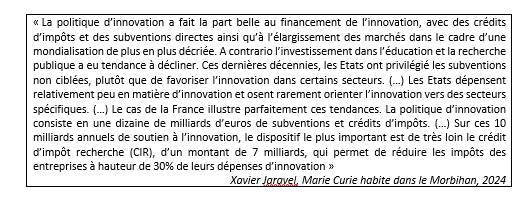 « La politique d'innovation a fait la part belle au financement de l'innovation, avec des crédits
d'impôts et des subventions directes ainsi qu'à l'élargissement des marchés dans le cadre d'une
mondialisation de plus en plus décriée. A contrario l'investissement dans l'éducation et la recherche
publique a eu tendance à décliner. Ces dernières décennies, les Etats ont privilégié les subventions
non ciblées, plutôt que de favoriser l'innovation dans certains secteurs. (...) Les Etats dépensent
relativement peu en matière d'innovation et osent rarement orienter l'innovation vers des secteurs
spécifiques. (...) Le cas de la France illustre parfaitement ces tendances. La politique d'innovation
consiste en une dizaine de milliards d'euros de subventions et crédits d'impôts. (...) Sur ces 10
milliards annuels de soutien à l'innovation, le dispositif le plus important est de très loin le crédit
d'impôt recherche (CIR), d'un montant de 7 milliards, qui permet de réduire les impôts des
entreprises à hauteur de 30% de leurs dépenses d'innovation »
Xavier Jaravel, Marie Curie habite dans le Morbihan, 2024